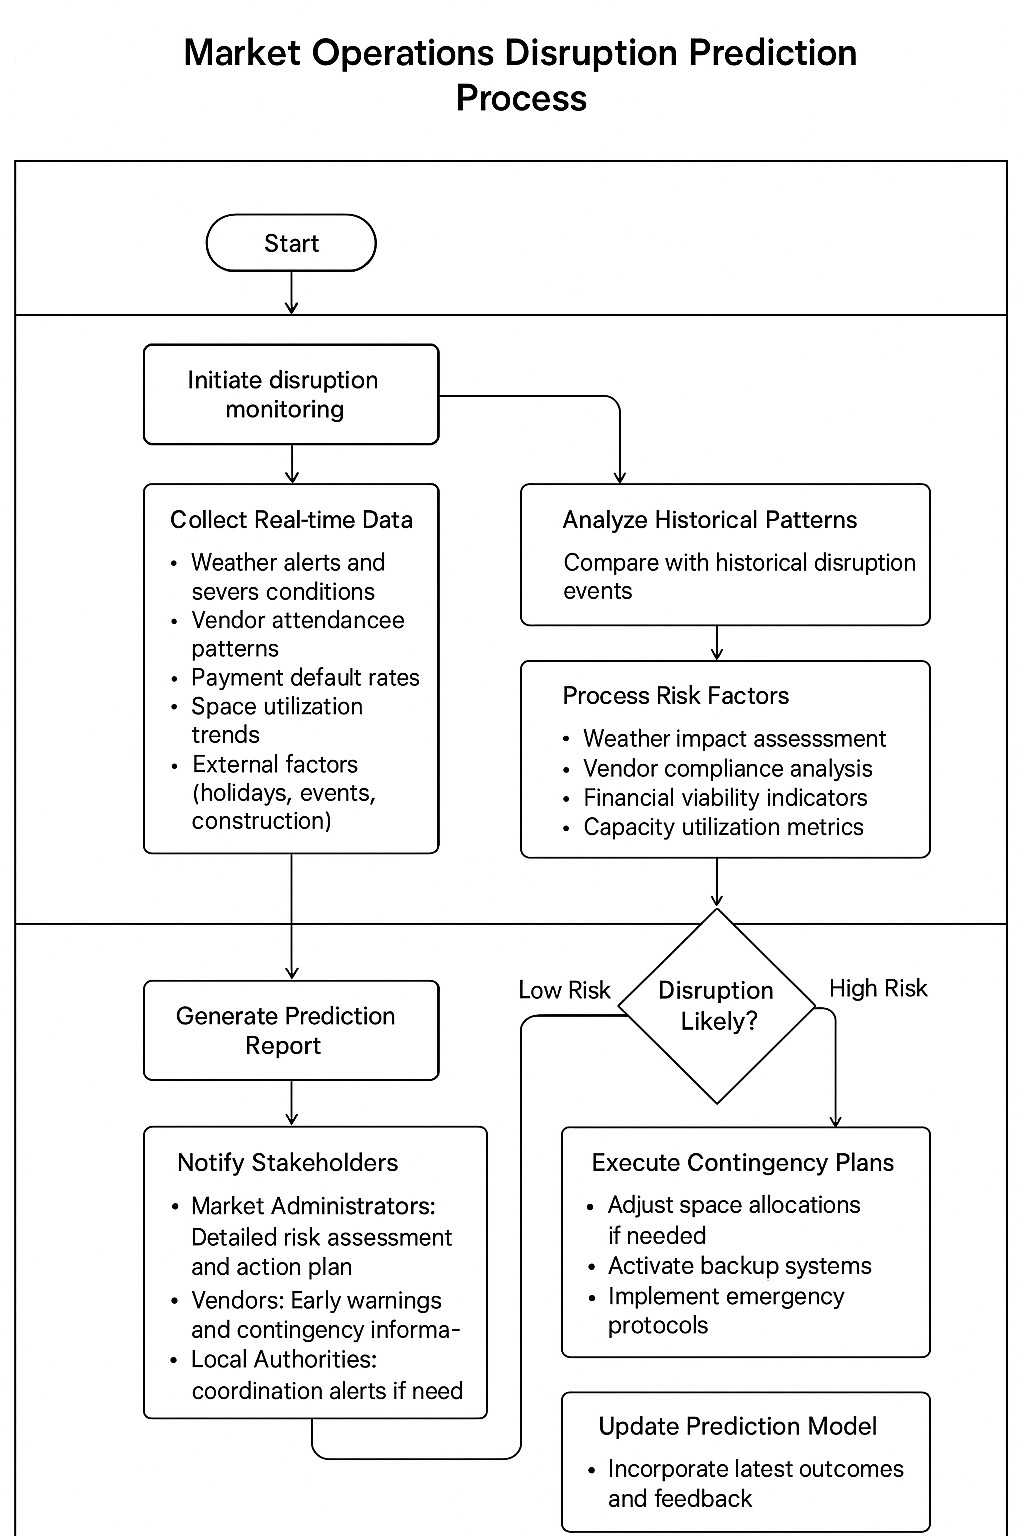 Market Operations Disruption Prediction
Process
Start
Initiate disruption
monitoring
Collect Real-time Data
• Weather alerts and
severs conditions
• Vendor attendancee
patterns
• Payment default rates
• Space utilization
trends
• External factors
(holidays, events,
construction)
Analyze Historical Patterns
Compare with historical disruption
events
Process Risk Factors
• Weather impact assesssment
• Vendor compliance analysis
• Financial viability indicators
• Capacity utilization metrics
Disruption
Likely?
Low Risk
High Risk
Generate Prediction
Report
Notify Stakeholders
• Market Administrators:
Detailed risk assessment
and action plan
• Vendors: Early warnings
and contingency informa-
• Local Authorities:
coordination alerts if need
Execute Contingency Plans
• Adjust space allocations
if needed
• Activate backup systems
• Implement emergency
protocols
Update Prediction Model
• Incorporate latest outcomes
and feedback